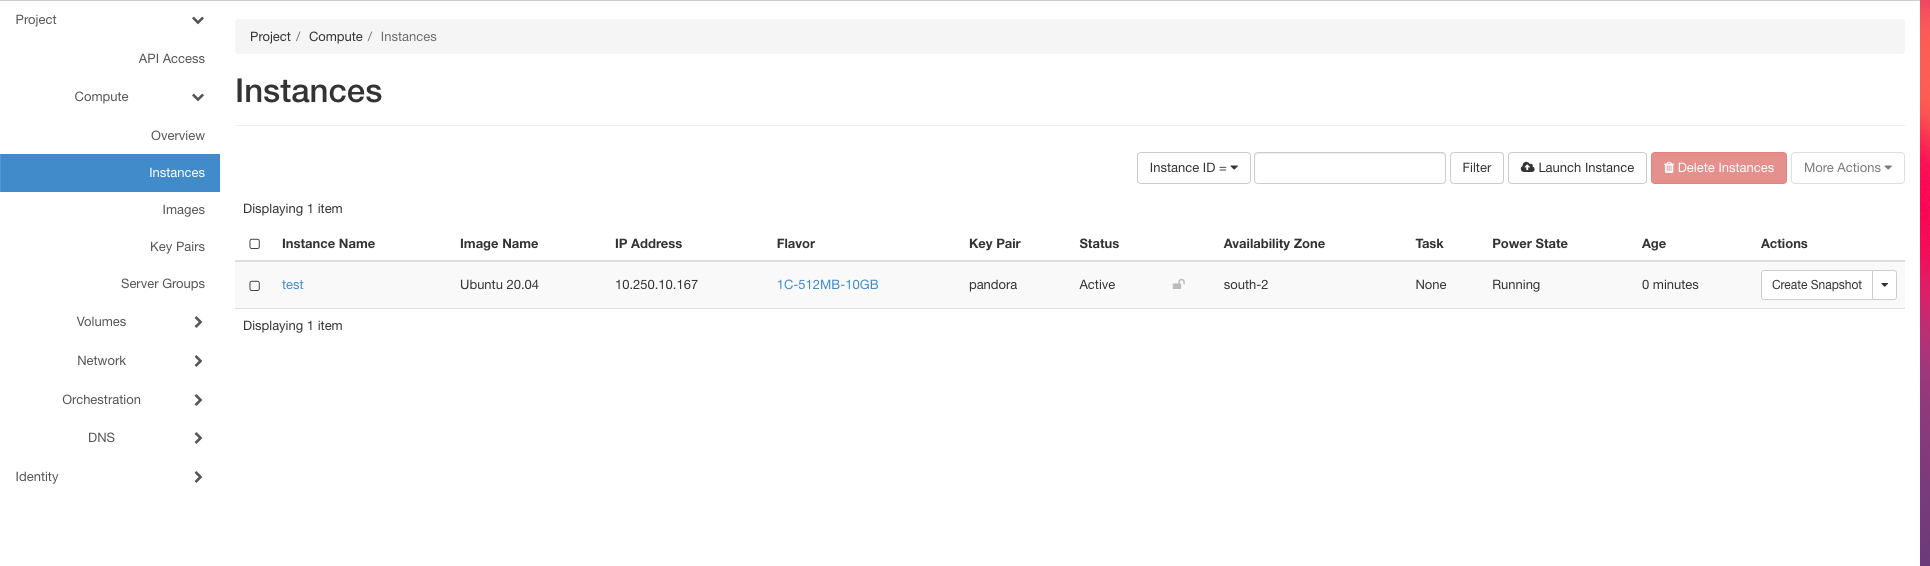 Project
API Access
Compute
Overview
Instances
Images
Key Pairs
Server Groups
Volumes
Network
Orchestration
DNS
Identity
Project / Compute / Instances
Instances
Instance ID = Filter Launch Instance Delete Instances More Actions
Displaying 1 item
Instance Name Image Name IP Address Flavor Key Pair Status Availability Zone Task Power State Age Actions
test Ubuntu 20.04 10.250.10.167 1C-512MB-10GB pandora Active south-2 None Running 0 minutes Create Snapshot
Displaying 1 item